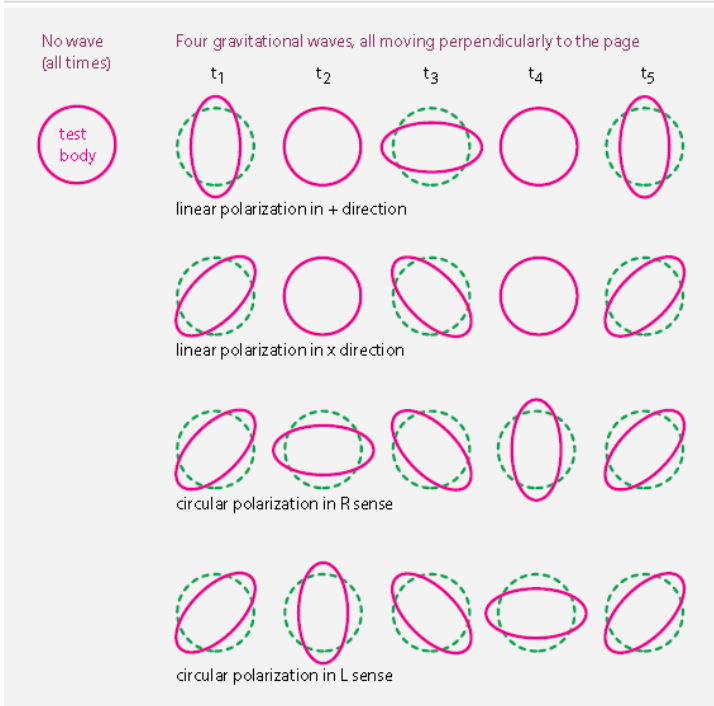 No wave
(all times)
Four gravitational waves, all moving perpendicularly to the page
t1 t2 t3 t4 t5
test
body
linear polarization in + direction
linear polarization in x direction
circular polarization in R sense
circular polarization in L sense